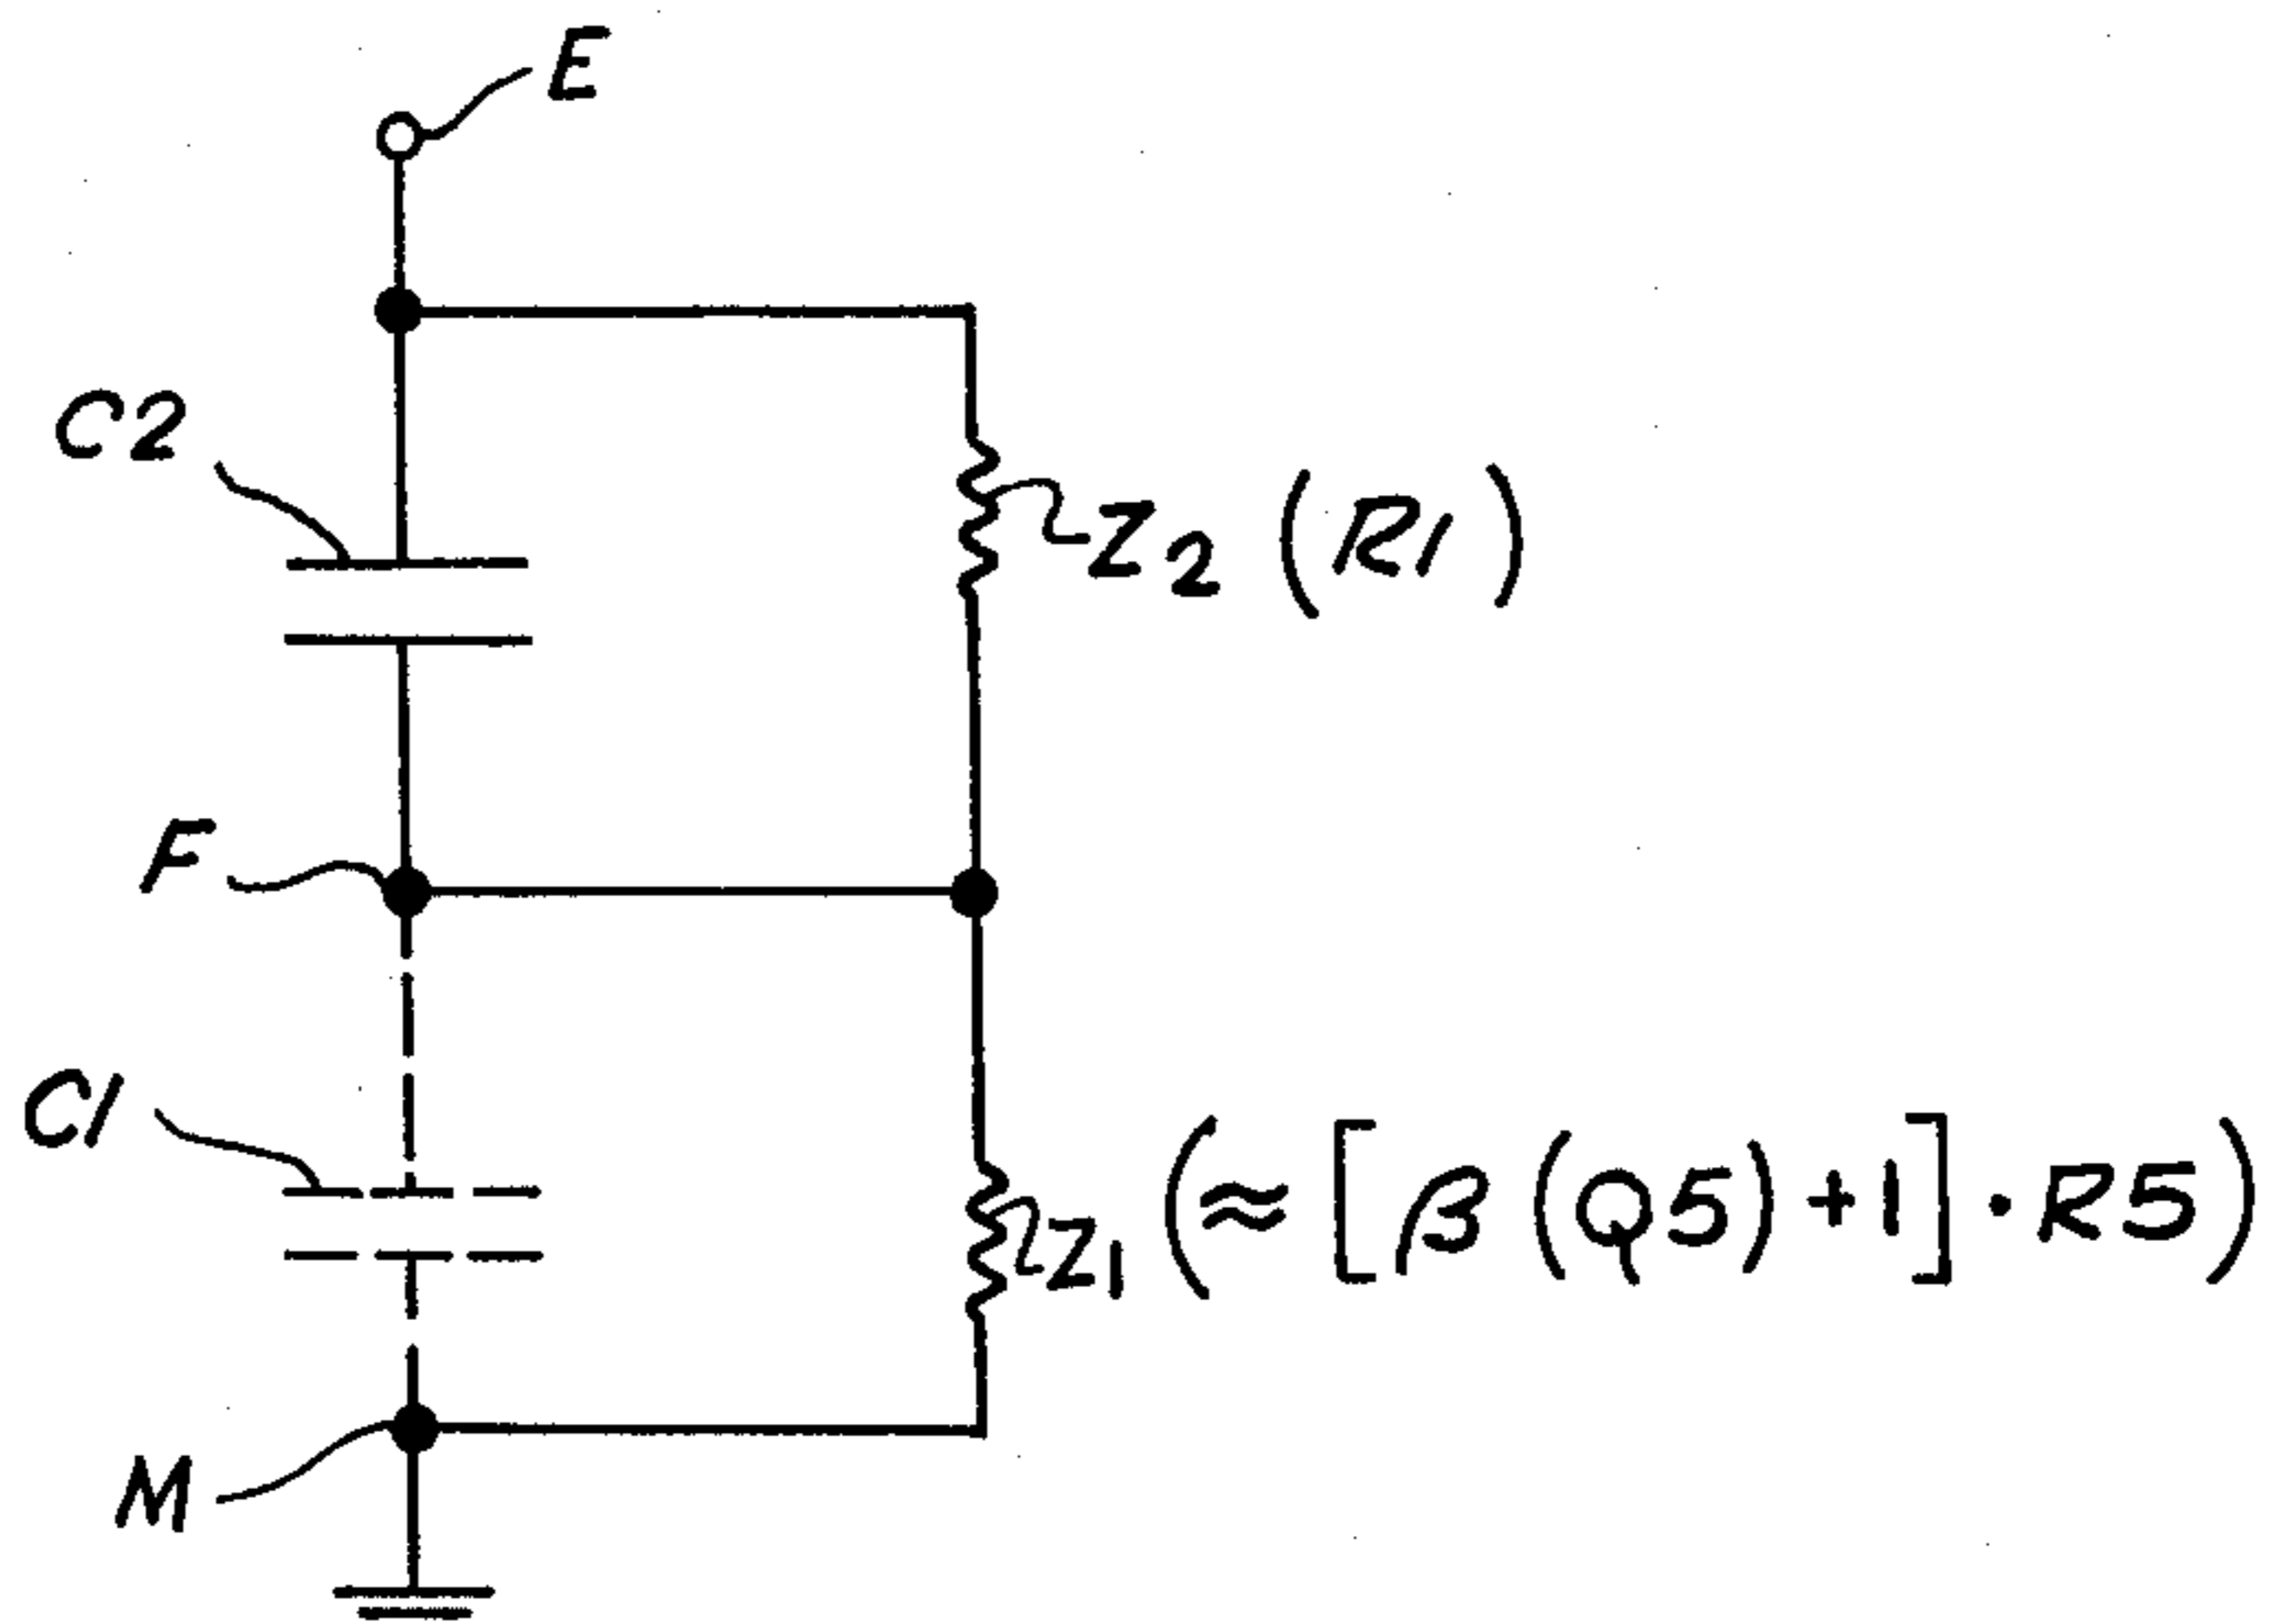 E
C2
Z2 (R1)
F
C1
Z1 (≈ [β(Q5)+1]·R5)
M